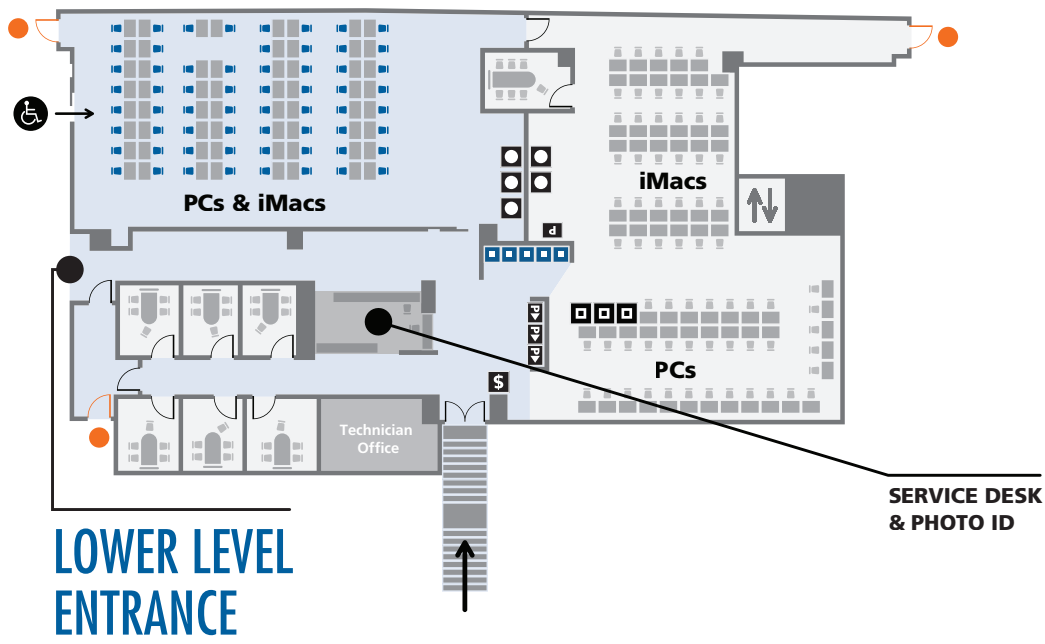 PCs & iMacs
iMacs
P
P
P
P
PCs
$
Technician
Office
SERVICE DESK
& PHOTO ID
LOWER LEVEL
ENTRANCE